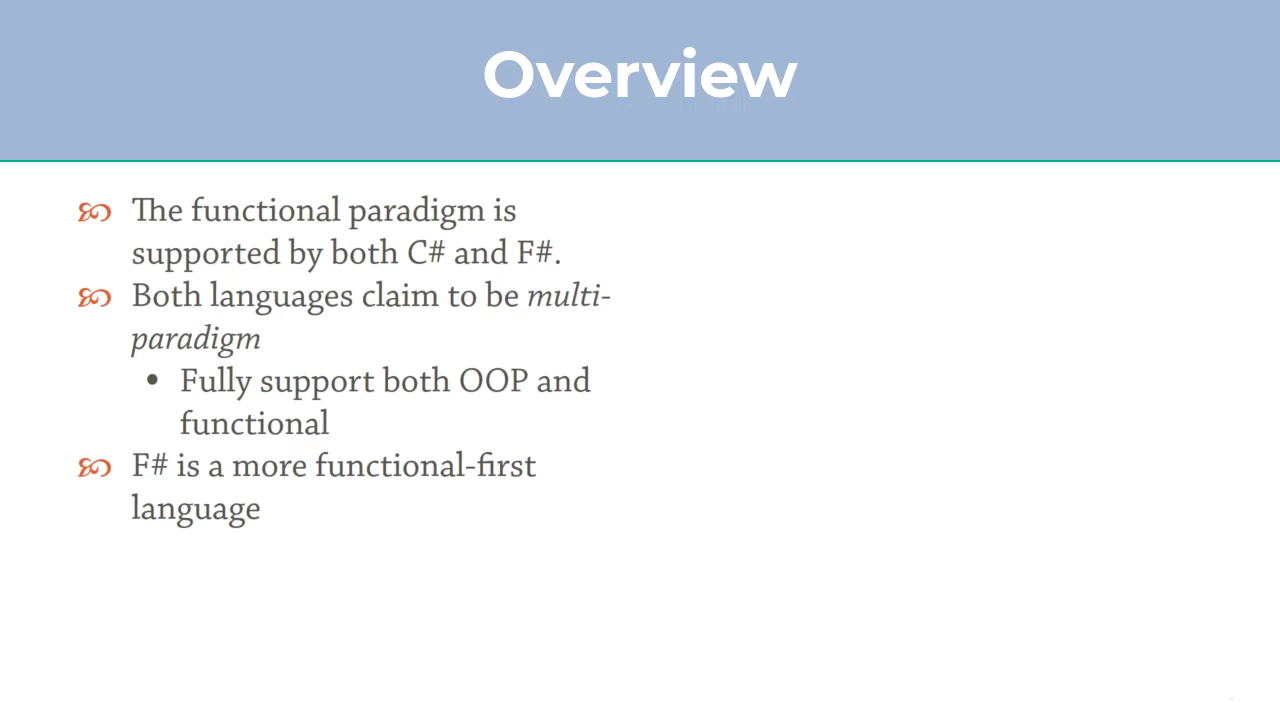 Overview
The functional paradigm is
supported by both C# and F#.
Both languages claim to be multi-
paradigm
• Fully support both OOP and
functional
F# is a more functional-first
language